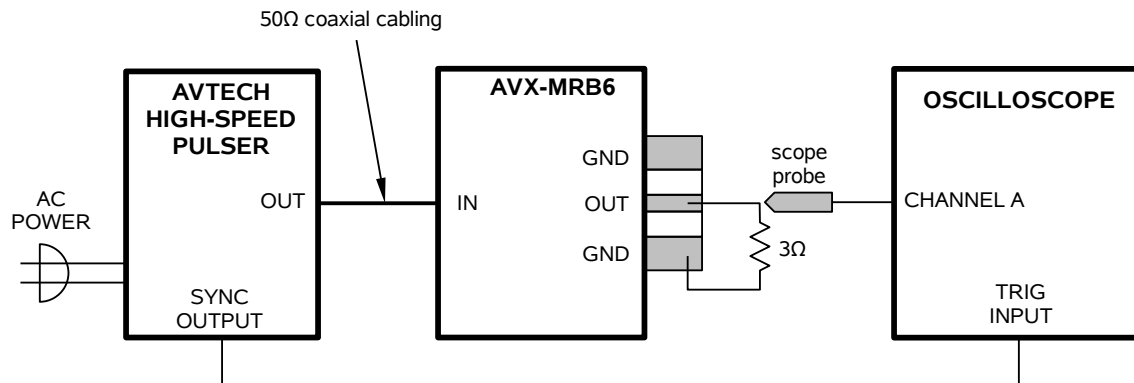 50Ω coaxial cabling
AVTECH
HIGH-SPEED
PULSER
OUT
AC
POWER
SYNC
OUTPUT
AVX-MRB6
IN
GND
OUT
GND
3Ω
scope
probe
OSCILLOSCOPE
CHANNEL A
TRIG
INPUT